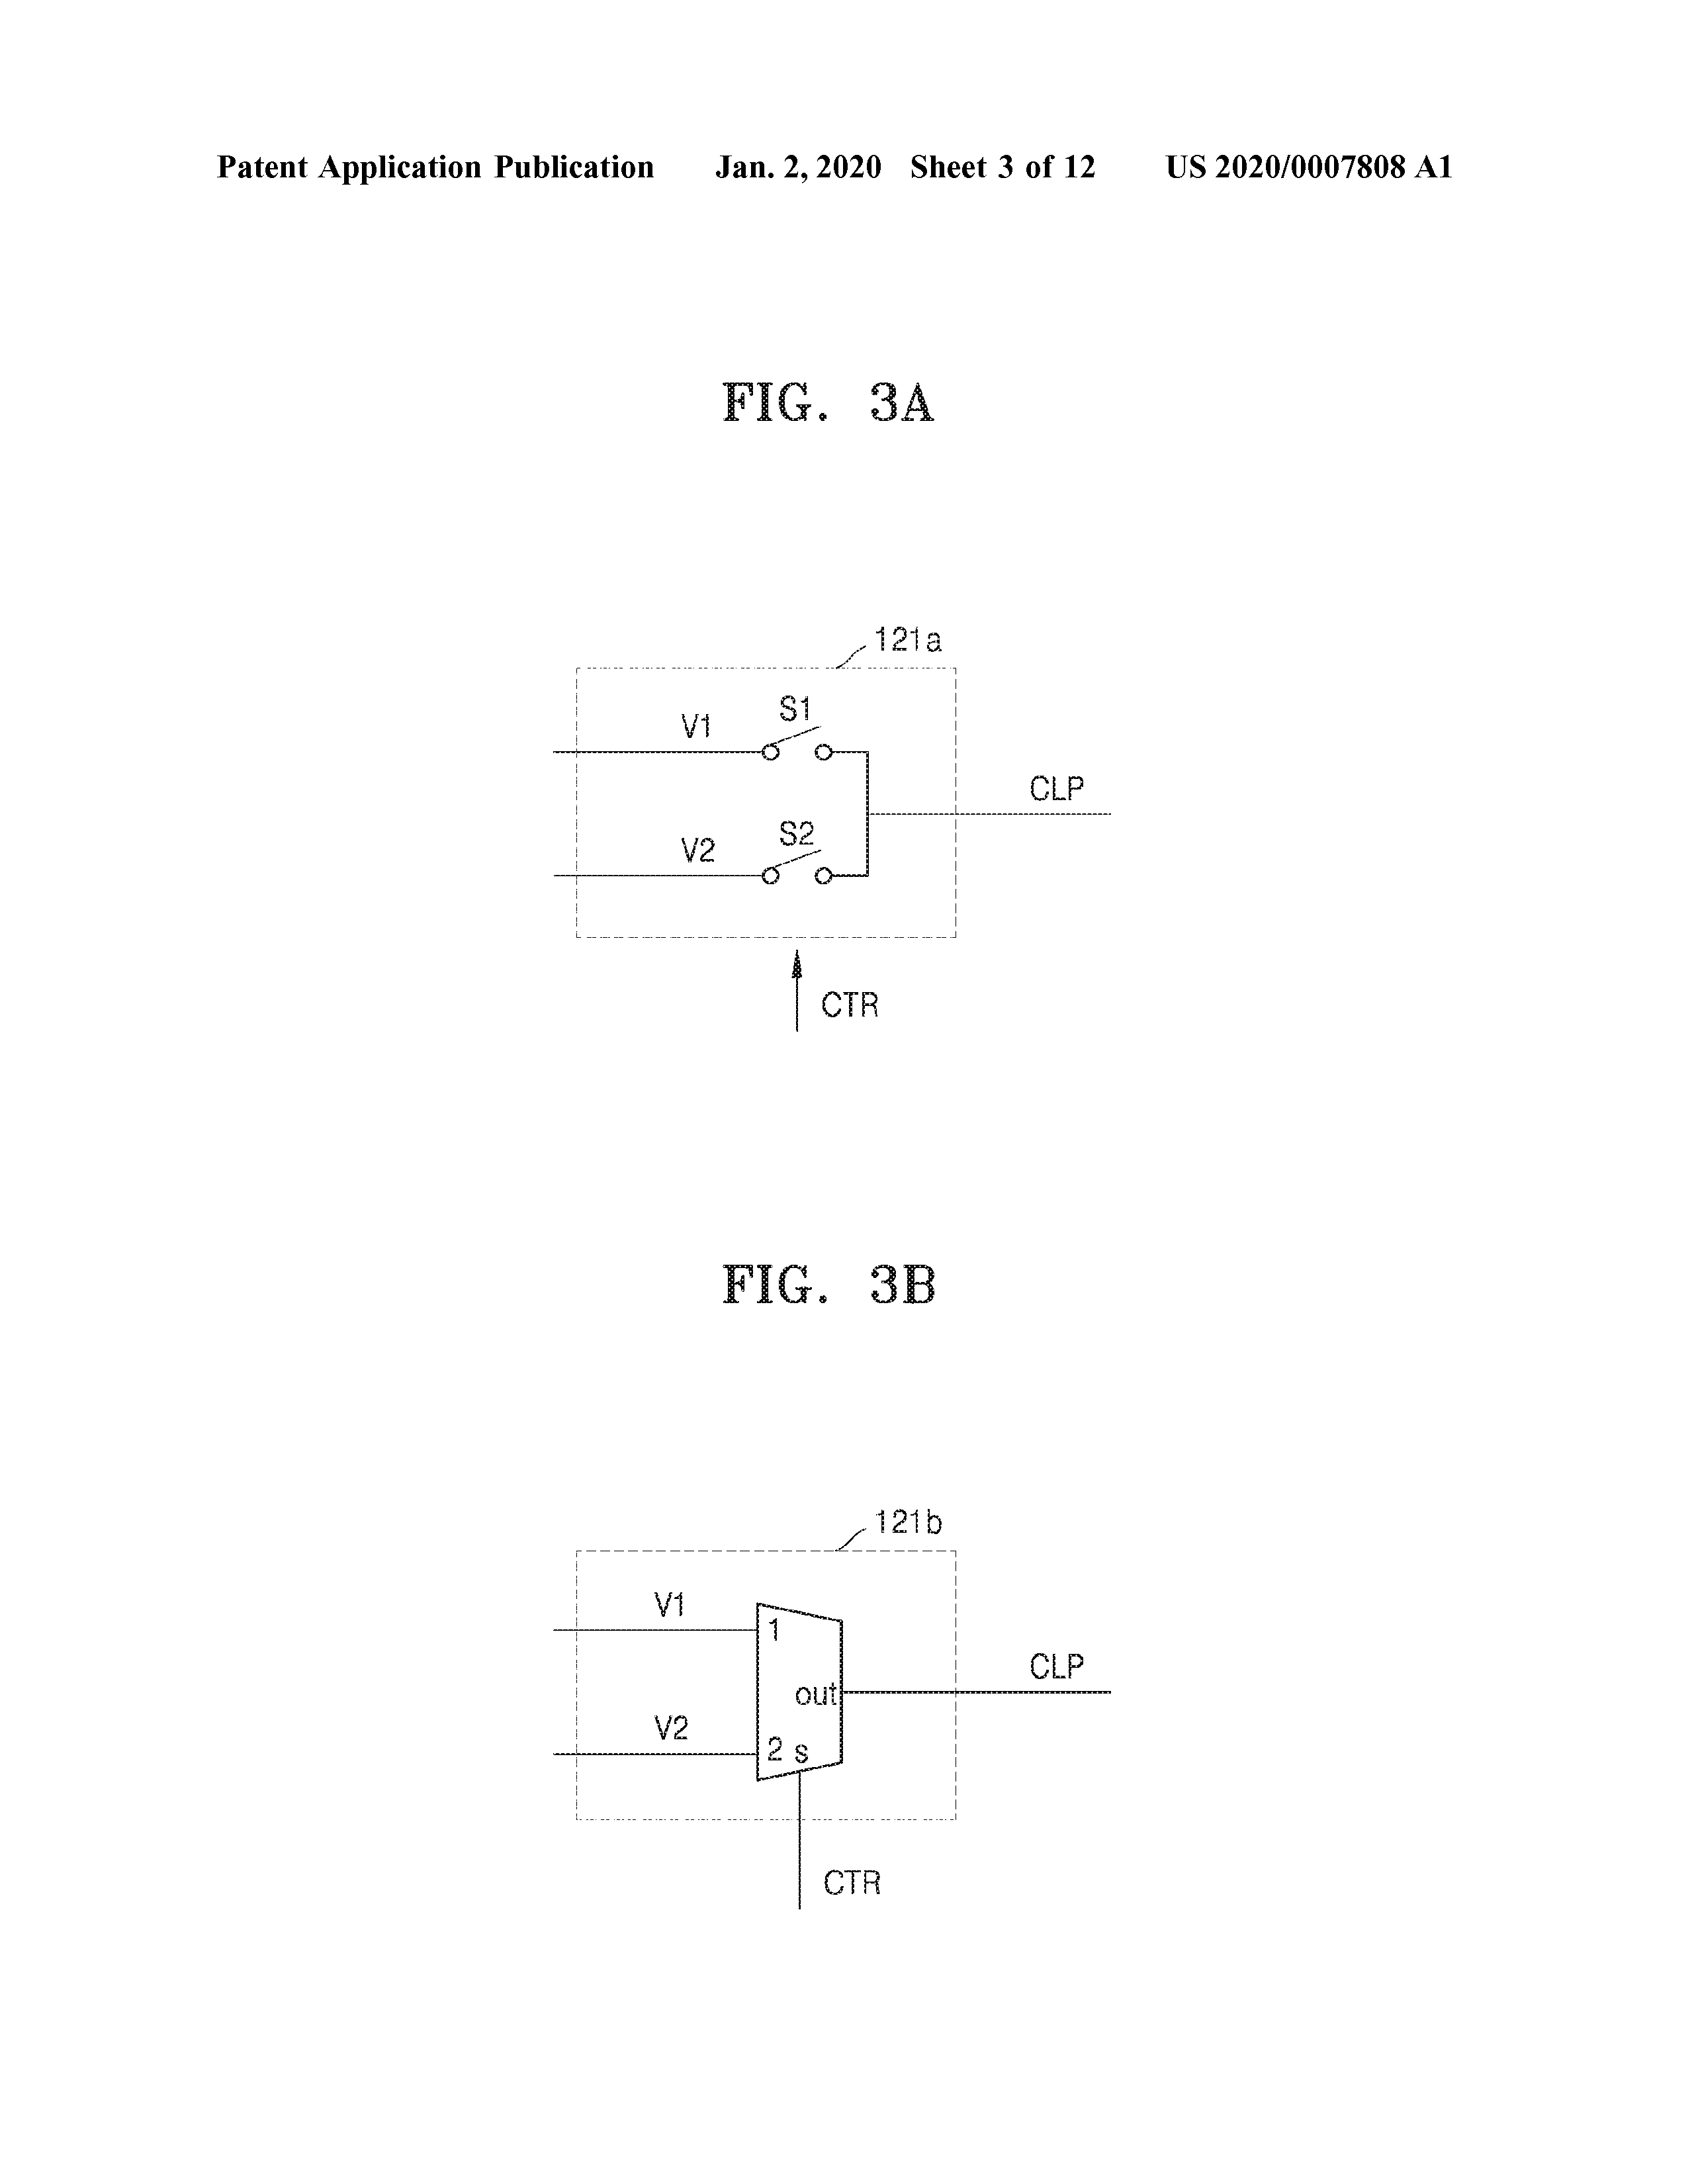 Patent Application Publication Jan. 2, 2020 Sheet 3 of 12 US 2020/0007808 A1
FIG. 3A
121a
S1
V1
CLP
S2
V2
CTR
FIG. 3B
121b
V1
1
CLP
out
V2
2 s
CTR